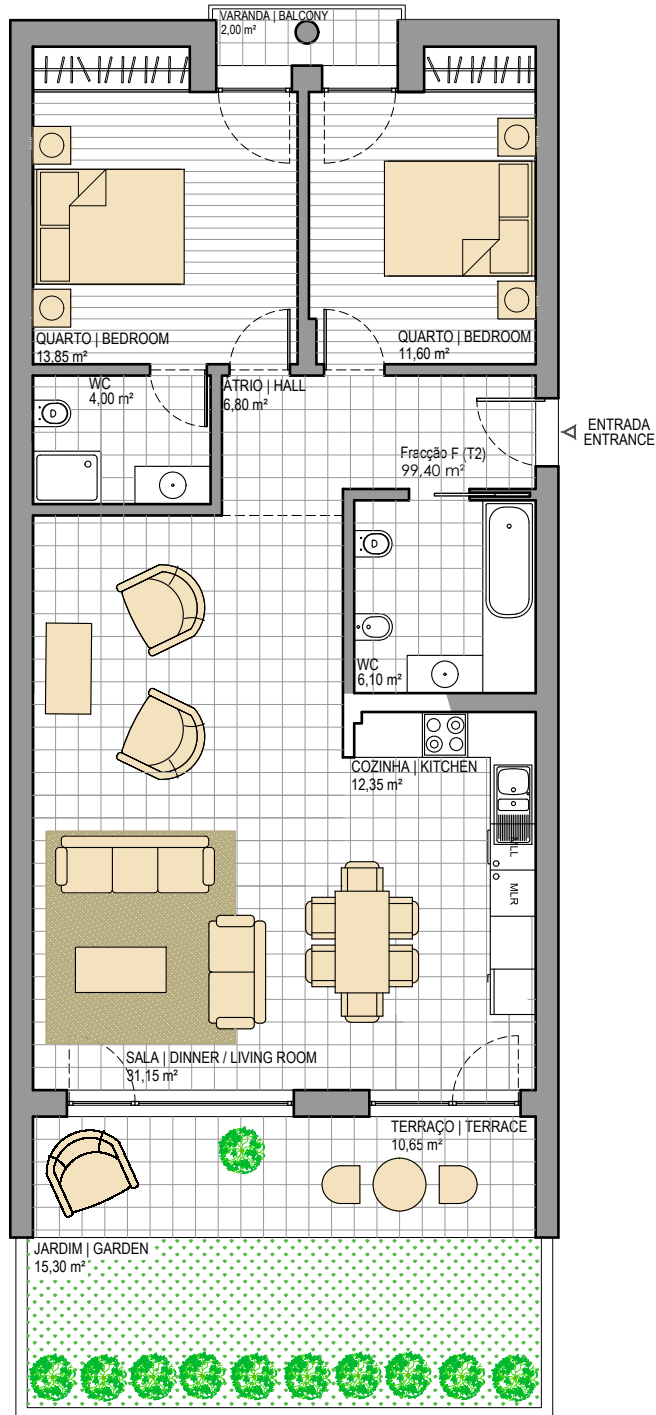 VARANDA | BALCONY
2,00 m²
QUARTO | BEDROOM
13,85 m²
QUARTO | BEDROOM
11,60 m²
WC
4,00 m²
ÁTRIO | HALL
6,80 m²
ENTRADA
ENTRANCE
Fracção F (T2)
99,40 m²
WC
6,10 m²
COZINHA | KITCHEN
12,35 m²
MLL
MLR
SALA | DINNER / LIVING ROOM
31,15 m²
TERRAÇO | TERRACE
10,65 m²
JARDIM | GARDEN
15,30 m²